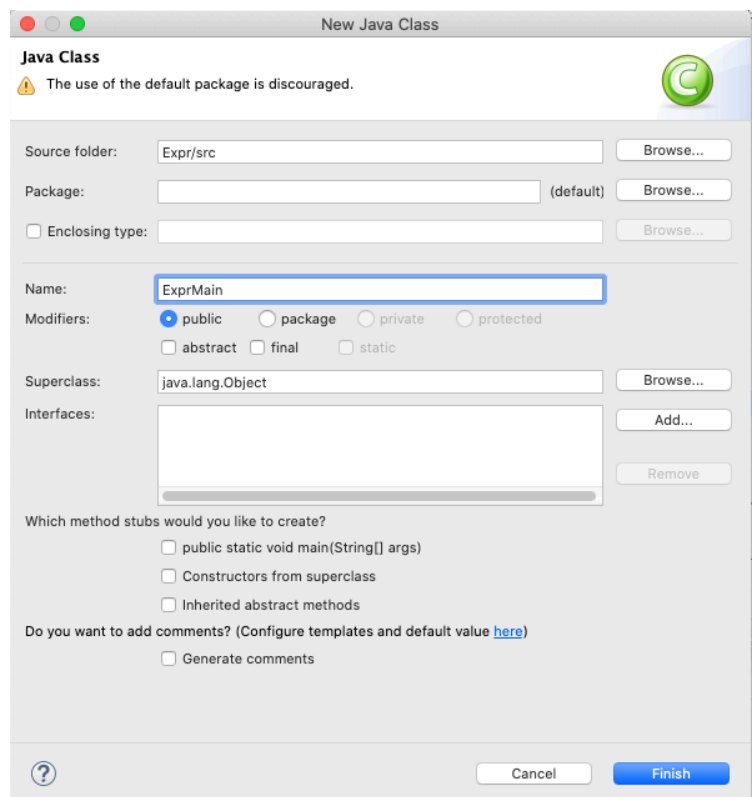 New Java Class
Java Class
The use of the default package is discouraged.
Source folder: Expr/src Browse...
Package: (default) Browse...
Enclosing type: Browse...
Name: ExprMain
Modifiers: public package private protected
abstract final static
Superclass: java.lang.Object Browse...
Interfaces: Add...
Remove
Which method stubs would you like to create?
public static void main(String[] args)
Constructors from superclass
Inherited abstract methods
Do you want to add comments? (Configure templates and default value here)
Generate comments
? Cancel Finish